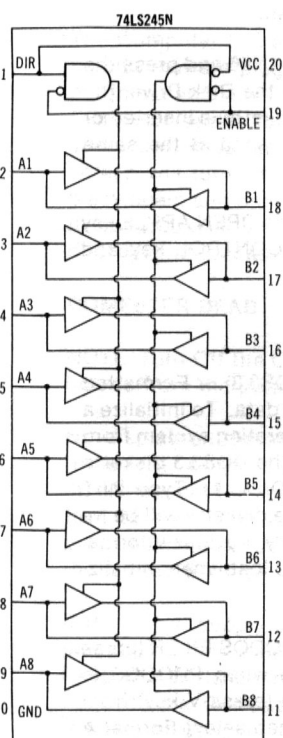 74LS245N
1 DIR
VCC 20
19
ENABLE
2 A1
B1 18
3 A2
B2 17
4 A3
B3 16
5 A4
B4 15
6 A5
B5 14
7 A6
B6 13
8 A7
B7 12
9 A8
B8 11
0 GND